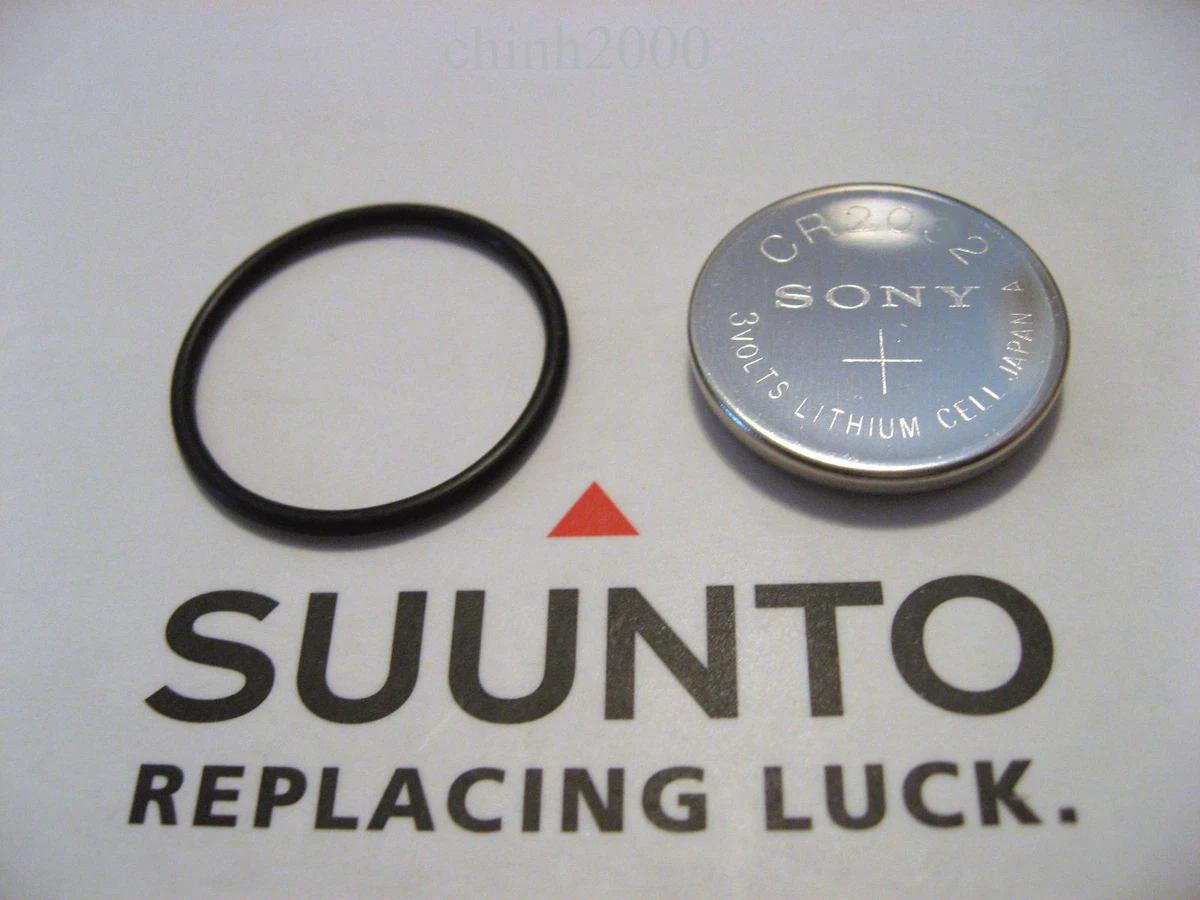 chinh2000
CR2032
SONY
+
3VOLTS LITHIUM CELL JAPAN
SUUNTO
REPLACING LUCK.